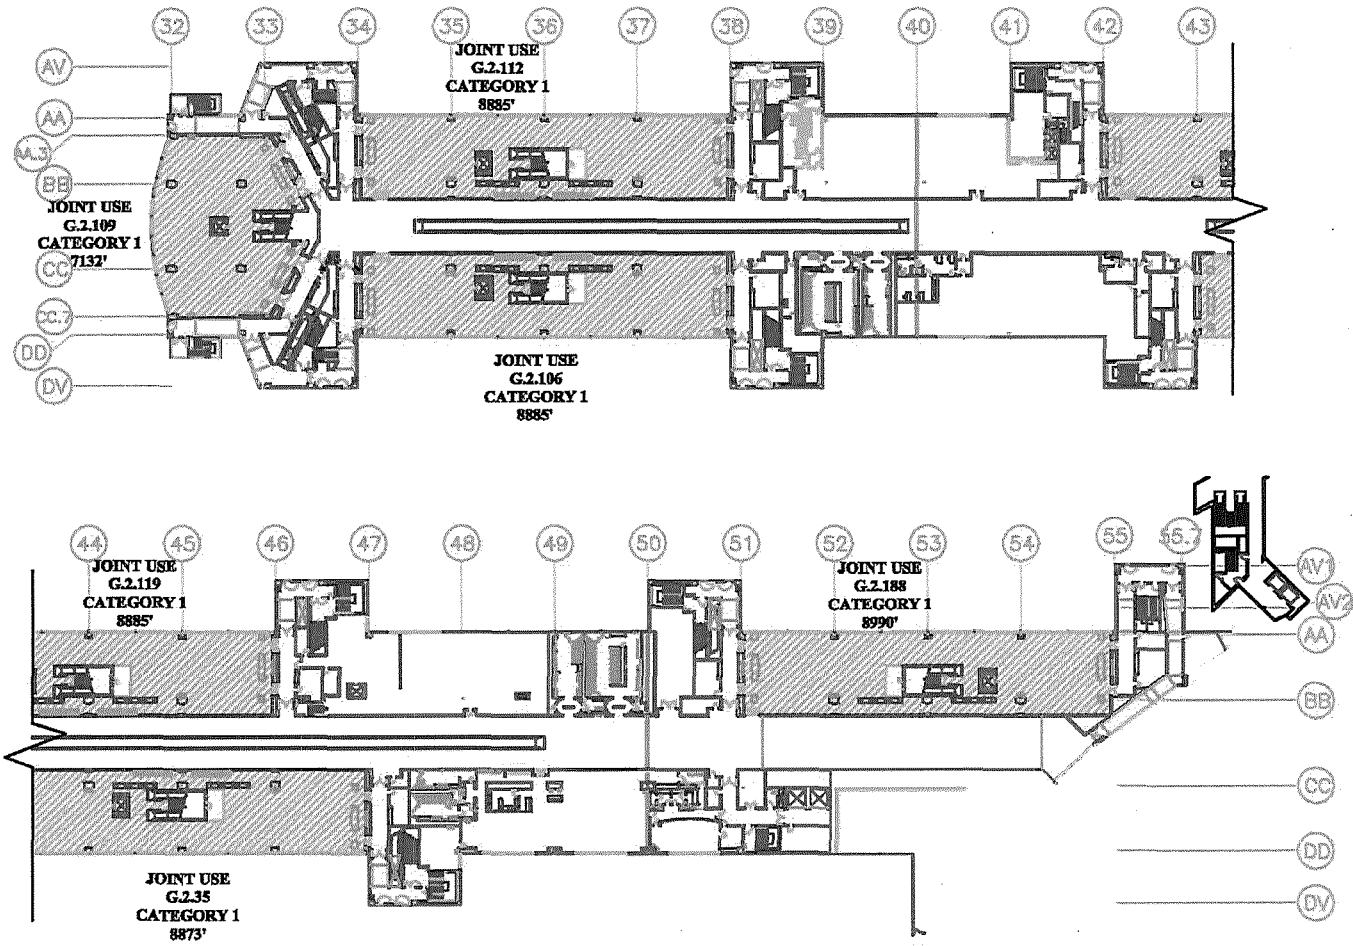 32
33
34
35
36
37
38
39
40
41
42
43
JOINT USE
G.2.112
CATEGORY 1
8885'
AV
AA
AA.3
BB
JOINT USE
G.2.109
CATEGORY 1
7132'
CC
CC.7
DD
DV
JOINT USE
G.2.106
CATEGORY 1
8885'
44
45
46
47
48
49
50
51
52
53
54
55
55.7
JOINT USE
G.2.119
CATEGORY 1
8885'
JOINT USE
G.2.188
CATEGORY 1
8990'
AV1
AV2
AA
BB
CC
DD
DV
JOINT USE
G.2.35
CATEGORY 1
8873'